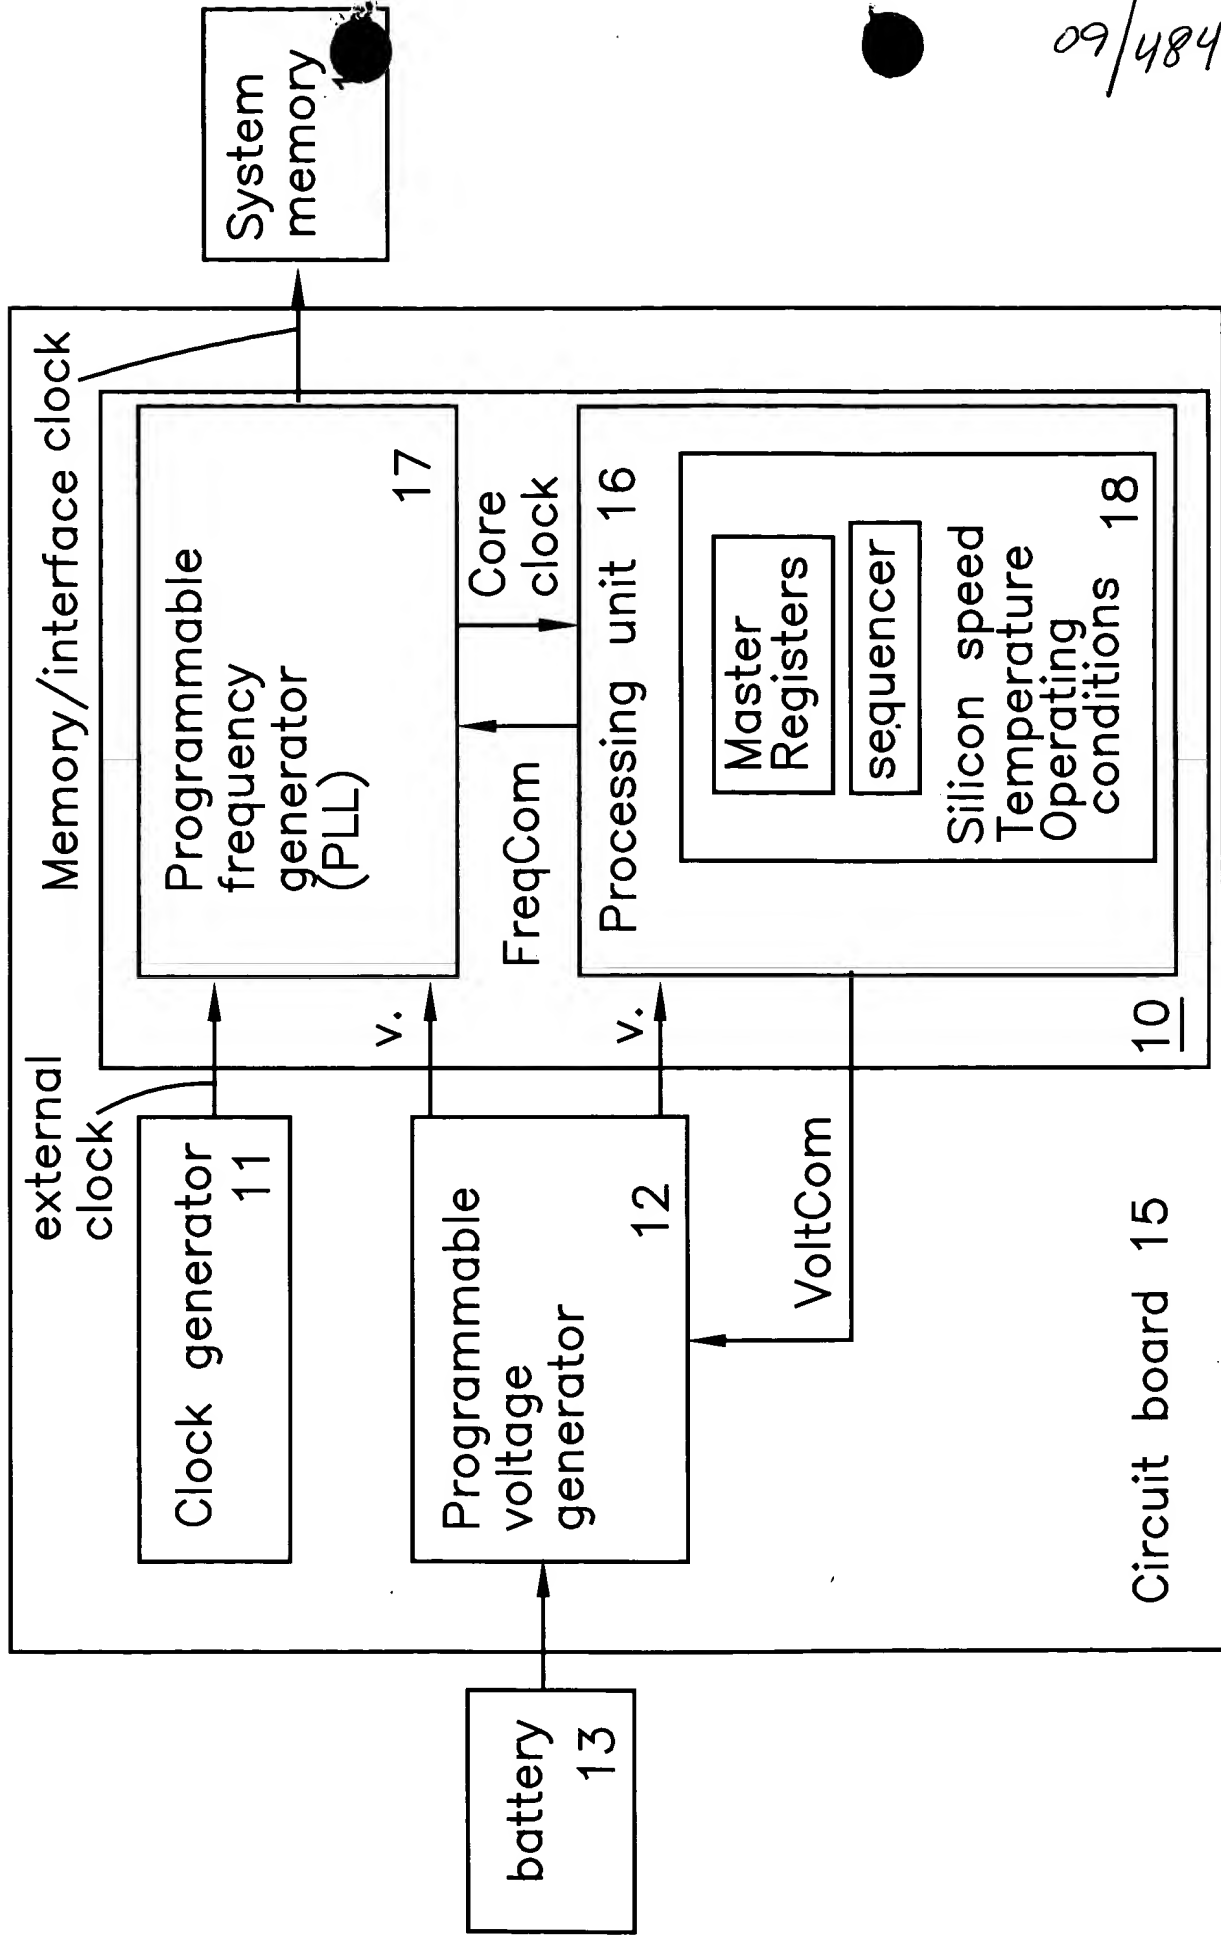 09/484
Memory/interface clock
external
clock
Clock generator
11
Programmable
frequency
generator
(PLL)
17
System
memory
v.
FreqCom
Core
clock
Programmable
voltage
generator
12
battery
13
v.
VoltCom
Processing unit 16
Master
Registers
sequencer
Silicon speed
Temperature
Operating
conditions
18
10
Circuit board 15